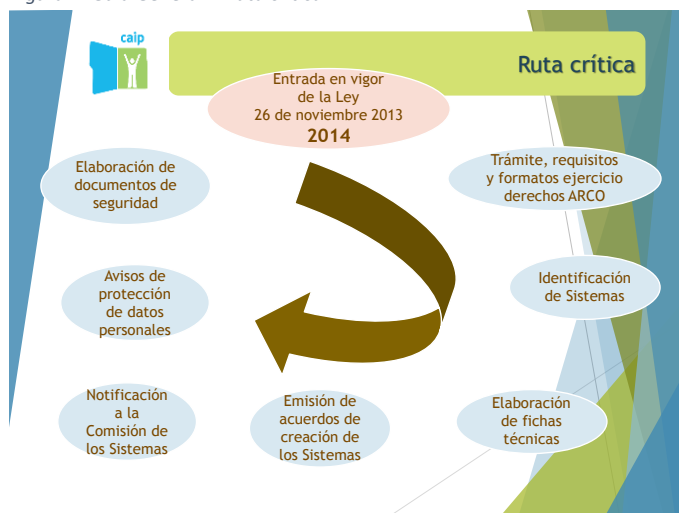 caip
Ruta crítica
Entrada en vigor
de la Ley
26 de noviembre 2013
2014
Trámite, requisitos
y formatos ejercicio
derechos ARCO
Identificación
de Sistemas
Elaboración
de fichas
técnicas
Emisión de
acuerdos de
creación de
los Sistemas
Notificación
a la
Comisión de
los Sistemas
Avisos de
protección
de datos
personales
Elaboración de
documentos de
seguridad